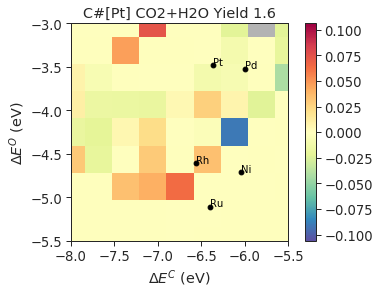 C#[Pt] CO2+H2O Yield 1.6
−3.0
−3.5
−4.0
−4.5
−5.0
−5.5
ΔE^O (eV)
Pt
Pd
Rh
Ni
Ru
−8.0 −7.5 −7.0 −6.5 −6.0 −5.5
ΔE^C (eV)
0.100
0.075
0.050
0.025
0.000
−0.025
−0.050
−0.075
−0.100